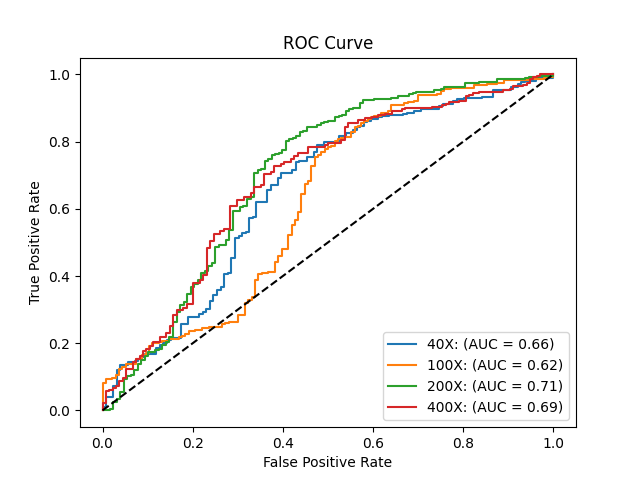 ROC Curve
True Positive Rate
1.0
0.8
0.6
0.4
0.2
0.0
40X: (AUC = 0.66)
100X: (AUC = 0.62)
200X: (AUC = 0.71)
400X: (AUC = 0.69)
0.0 0.2 0.4 0.6 0.8 1.0
False Positive Rate